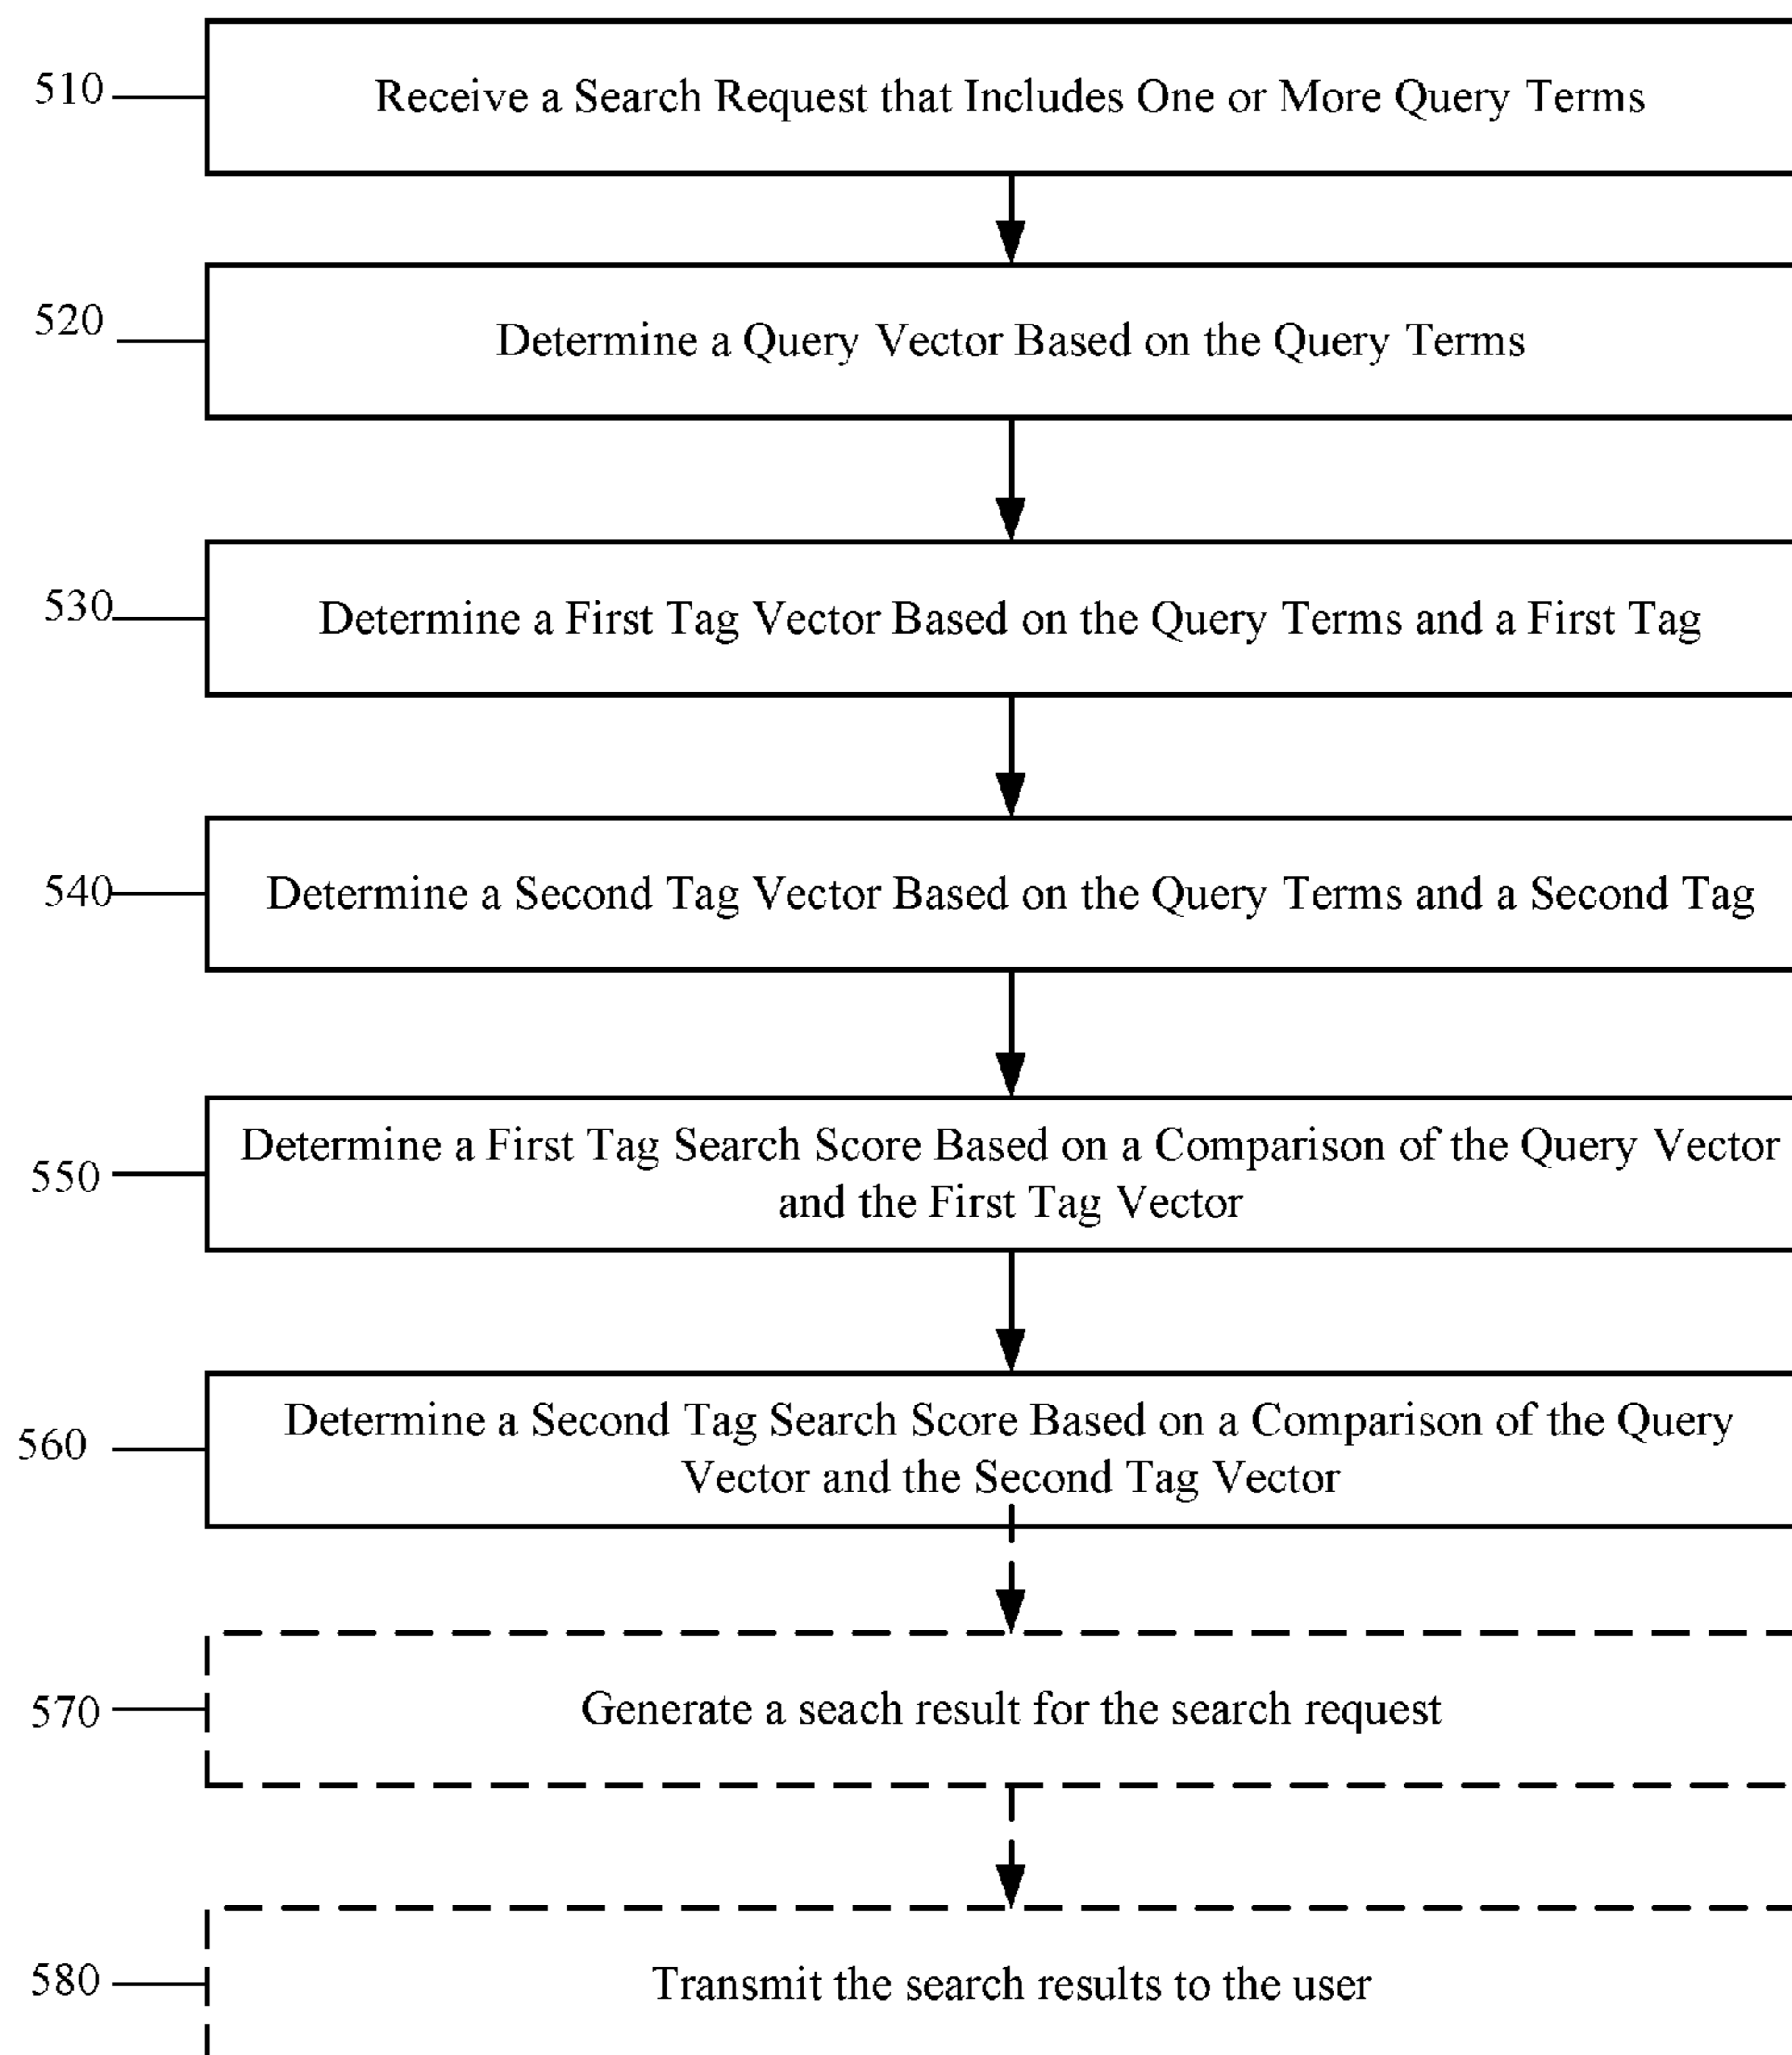 510
Receive a Search Request that Includes One or More Query Terms
520
Determine a Query Vector Based on the Query Terms
530
Determine a First Tag Vector Based on the Query Terms and a First Tag
540
Determine a Second Tag Vector Based on the Query Terms and a Second Tag
550
Determine a First Tag Search Score Based on a Comparison of the Query Vector
and the First Tag Vector
560
Determine a Second Tag Search Score Based on a Comparison of the Query
Vector and the Second Tag Vector
570
Generate a seach result for the search request
580
Transmit the search results to the user